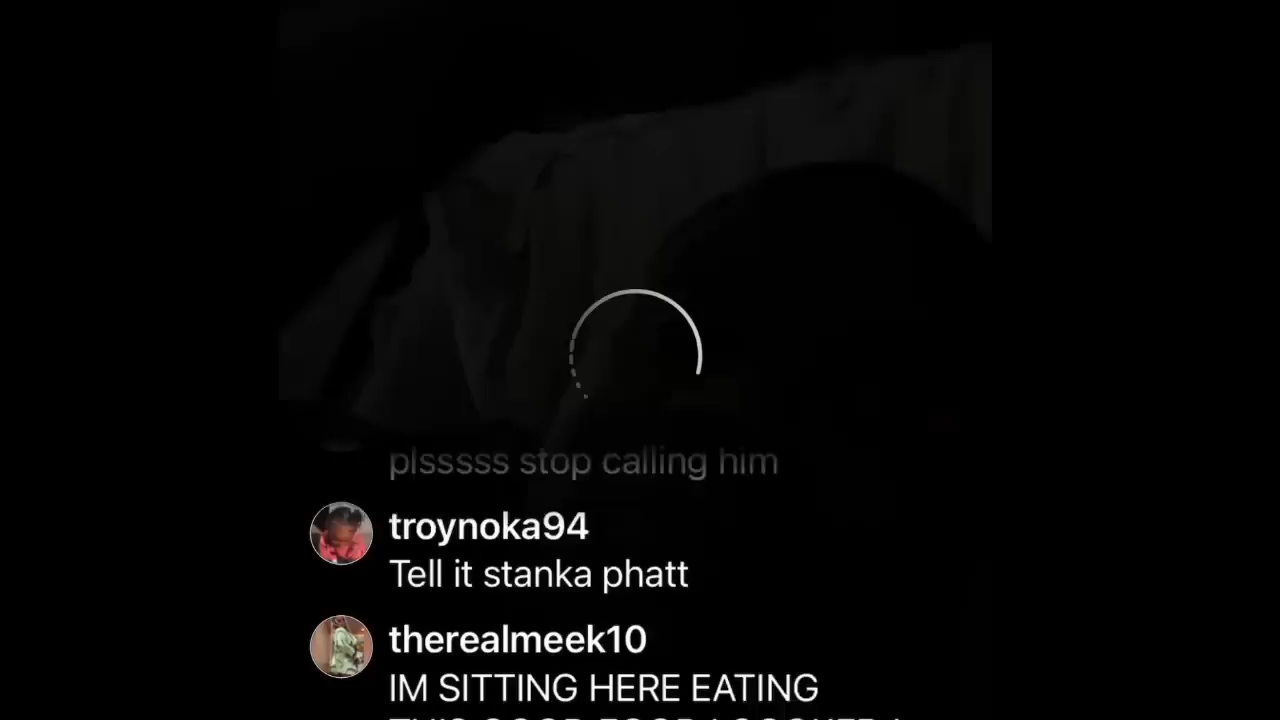 plsssss stop calling him
troynoka94
Tell it stanka phatt
therealmeek10
IM SITTING HERE EATING